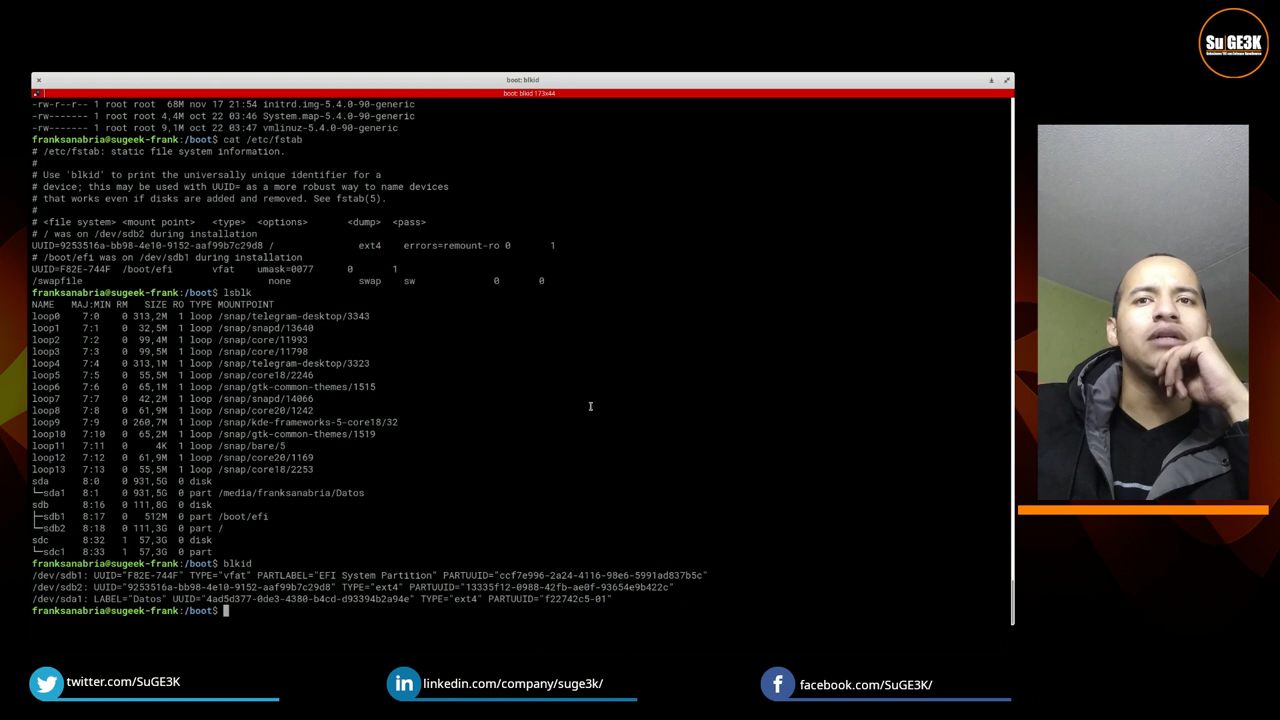 SuGE3K
boot: blkid
boot: blkid 173x44
-rw-r--r-- 1 root root  68M nov 17 21:54 initrd.img-5.4.0-90-generic
-rw------- 1 root root 4,4M oct 22 03:46 System.map-5.4.0-90-generic
-rw------- 1 root root 9,1M oct 22 03:47 vmlinuz-5.4.0-90-generic
franksanabria@sugeek-frank:/boot$ cat /etc/fstab
# /etc/fstab: static file system information.
#
# Use 'blkid' to print the universally unique identifier for a
# device; this may be used with UUID= as a more robust way to name devices
# that works even if disks are added and removed. See fstab(5).
#
# <file system> <mount point>   <type>  <options>       <dump>  <pass>
# / was on /dev/sdb2 during installation
UUID=9253516a-bb98-4e10-9152-aaf99b7c29d8 /               ext4    errors=remount-ro 0       1
# /boot/efi was on /dev/sdb1 during installation
UUID=F82E-744F  /boot/efi       vfat    umask=0077      0       1
/swapfile                                 none            swap    sw              0       0
franksanabria@sugeek-frank:/boot$ lsblk
NAME   MAJ:MIN RM   SIZE RO TYPE MOUNTPOINT
loop0    7:0    0 313,2M  1 loop /snap/telegram-desktop/3343
loop1    7:1    0  32,5M  1 loop /snap/snapd/13640
loop2    7:2    0  99,4M  1 loop /snap/core/11993
loop3    7:3    0  99,5M  1 loop /snap/core/11798
loop4    7:4    0 313,1M  1 loop /snap/telegram-desktop/3323
loop5    7:5    0  55,5M  1 loop /snap/core18/2246
loop6    7:6    0  65,1M  1 loop /snap/gtk-common-themes/1515
loop7    7:7    0  42,2M  1 loop /snap/snapd/14066
loop8    7:8    0  61,9M  1 loop /snap/core20/1242
loop9    7:9    0 260,7M  1 loop /snap/kde-frameworks-5-core18/32
loop10   7:10   0  65,2M  1 loop /snap/gtk-common-themes/1519
loop11   7:11   0     4K  1 loop /snap/bare/5
loop12   7:12   0  61,9M  1 loop /snap/core20/1169
loop13   7:13   0  55,5M  1 loop /snap/core18/2253
sda      8:0    0 931,5G  0 disk
└─sda1   8:1    0 931,5G  0 part /media/franksanabria/Datos
sdb      8:16   0 111,8G  0 disk
├─sdb1   8:17   0   512M  0 part /boot/efi
└─sdb2   8:18   0 111,3G  0 part /
sdc      8:32   1  57,3G  0 disk
└─sdc1   8:33   1  57,3G  0 part
franksanabria@sugeek-frank:/boot$ blkid
/dev/sdb1: UUID="F82E-744F" TYPE="vfat" PARTLABEL="EFI System Partition" PARTUUID="ccf7e996-2a24-4116-98e6-5991ad837b5c"
/dev/sdb2: UUID="9253516a-bb98-4e10-9152-aaf99b7c29d8" TYPE="ext4" PARTUUID="13335f12-0988-42fb-ae0f-93654e9b422c"
/dev/sda1: LABEL="Datos" UUID="4ad5d377-0de3-4380-b4cd-d93394b2a94e" TYPE="ext4" PARTUUID="f22742c5-01"
franksanabria@sugeek-frank:/boot$
twitter.com/SuGE3K
linkedin.com/company/suge3k/
facebook.com/SuGE3K/